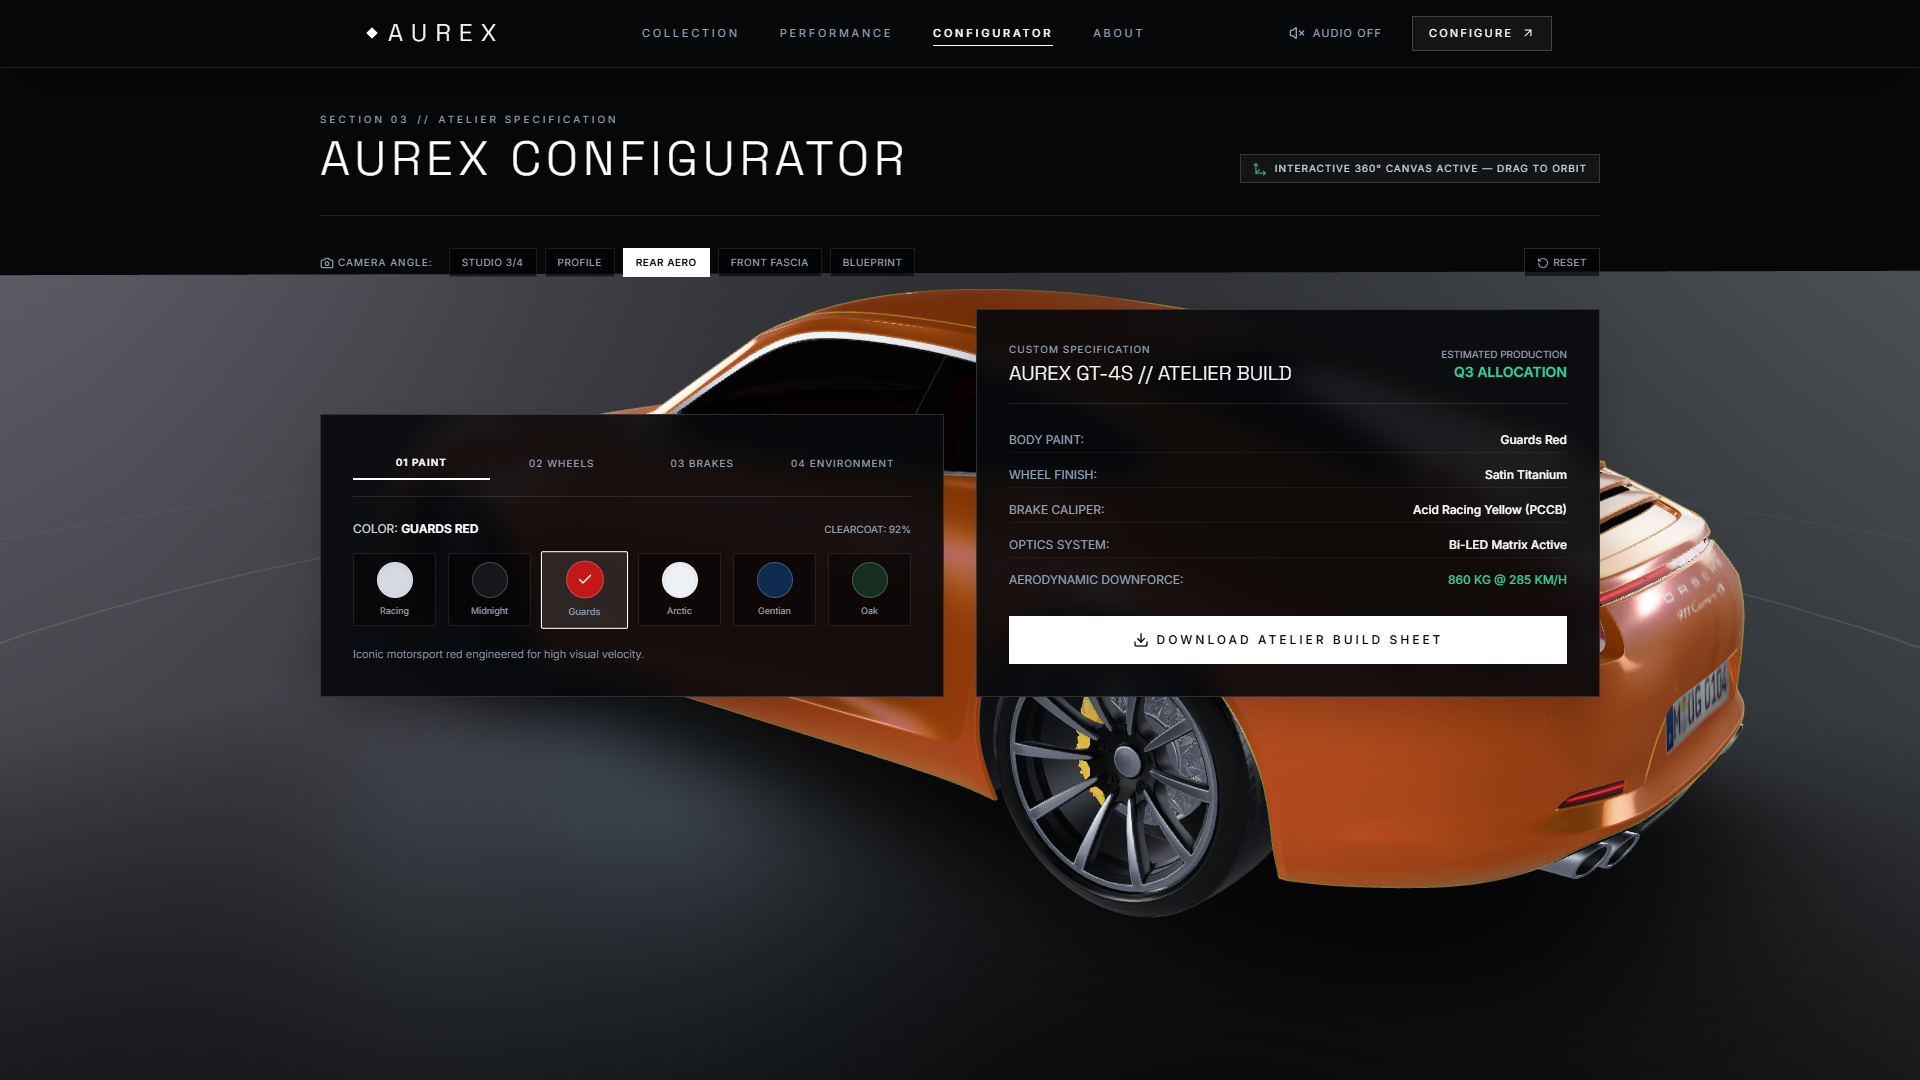 AUREX
COLLECTION
PERFORMANCE
CONFIGURATOR
ABOUT
AUDIO OFF
CONFIGURE
SECTION 03 // ATELIER SPECIFICATION
AUREX CONFIGURATOR
INTERACTIVE 360° CANVAS ACTIVE — DRAG TO ORBIT
CAMERA ANGLE:
STUDIO 3/4
PROFILE
REAR AERO
FRONT FASCIA
BLUEPRINT
RESET
01 PAINT
02 WHEELS
03 BRAKES
04 ENVIRONMENT
COLOR: GUARDS RED
CLEARCOAT: 92%
Racing
Midnight
Guards
Arctic
Gentian
Oak
Iconic motorsport red engineered for high visual velocity.
CUSTOM SPECIFICATION
AUREX GT-4S // ATELIER BUILD
ESTIMATED PRODUCTION
Q3 ALLOCATION
BODY PAINT:
Guards Red
WHEEL FINISH:
Satin Titanium
BRAKE CALIPER:
Acid Racing Yellow (PCCB)
OPTICS SYSTEM:
Bi-LED Matrix Active
AERODYNAMIC DOWNFORCE:
860 KG @ 285 KM/H
DOWNLOAD ATELIER BUILD SHEET
911 Carrera